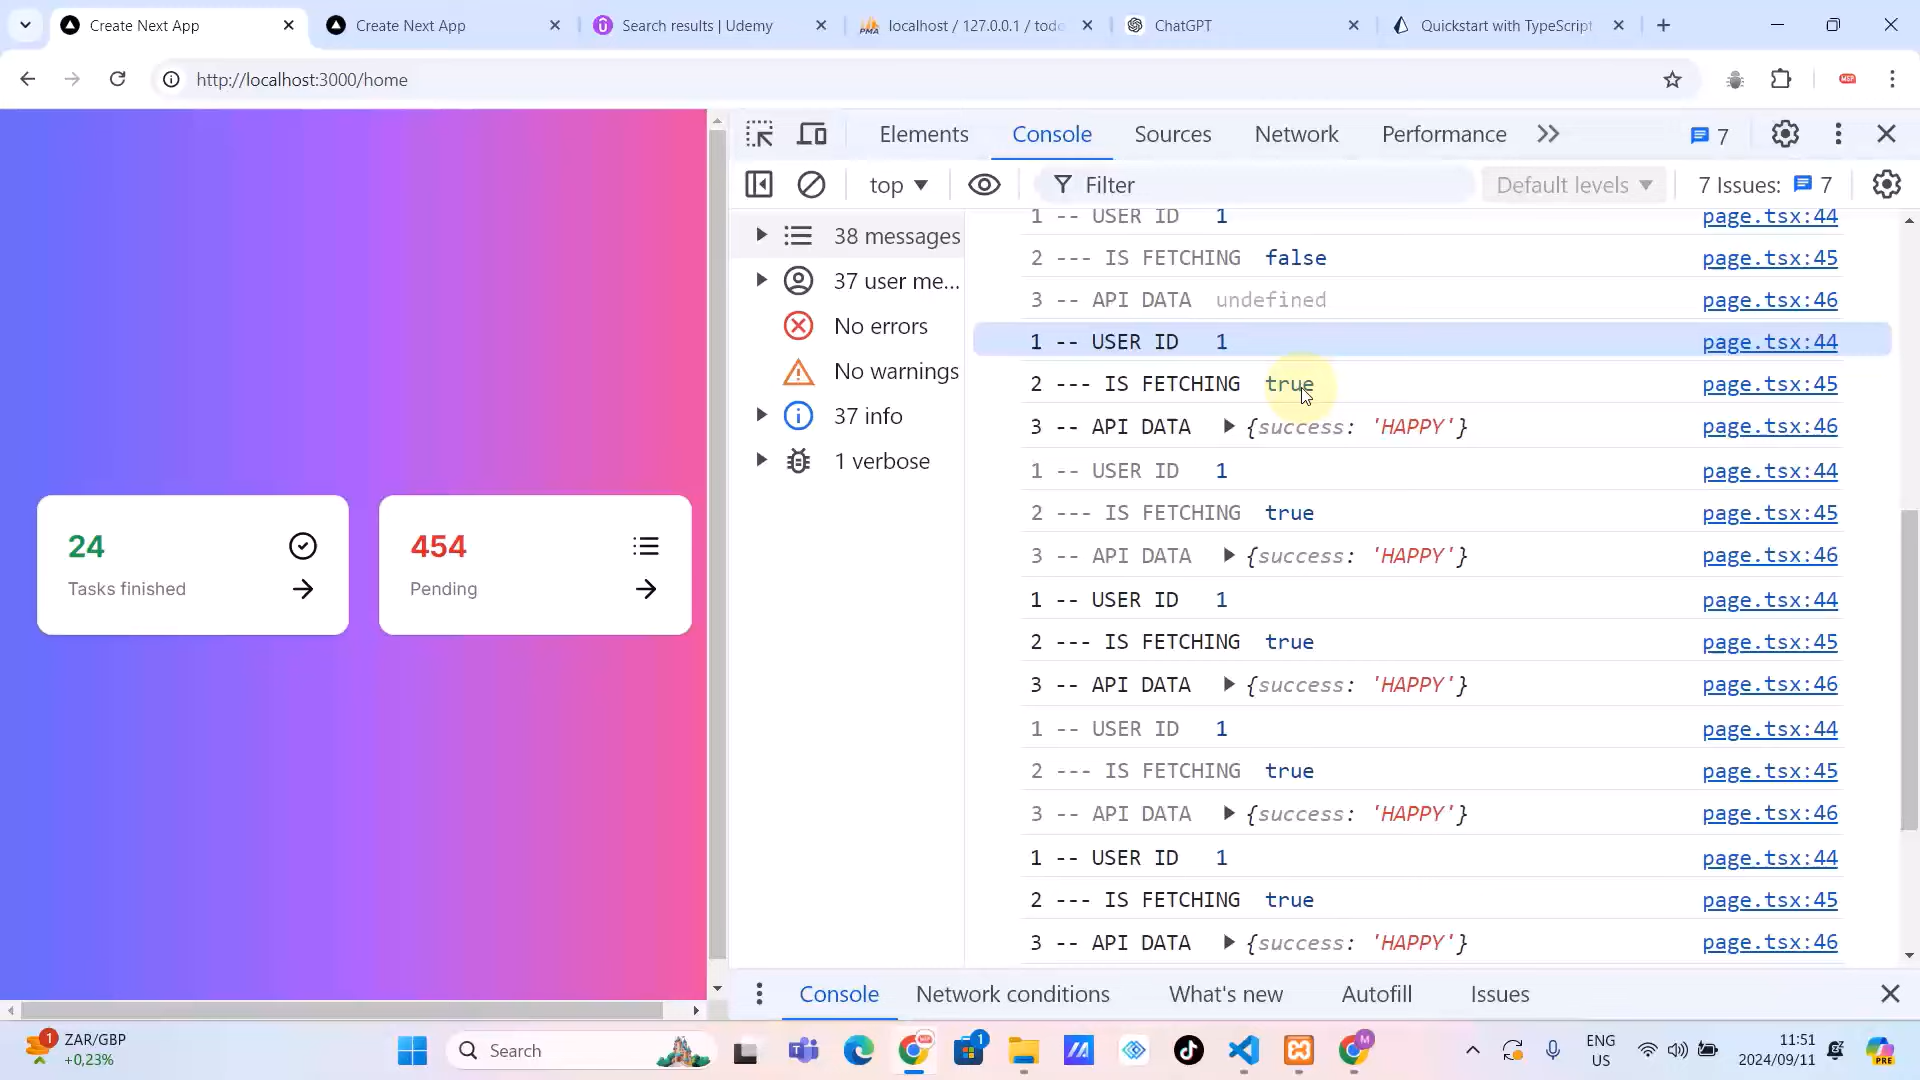 Create Next App
Create Next App
Search results | Udemy
localhost / 127.0.0.1 / todo
ChatGPT
Quickstart with TypeScript
http://localhost:3000/home
Elements
Console
Sources
Network
Performance
7
top
Filter
Default levels
7 Issues:
7
38 messages
37 user me...
No errors
No warnings
37 info
1 verbose
1 -- USER ID 1 page.tsx:44
2 --- IS FETCHING false page.tsx:45
3 -- API DATA undefined page.tsx:46
1 -- USER ID 1 page.tsx:44
2 --- IS FETCHING true page.tsx:45
3 -- API DATA {success: 'HAPPY'} page.tsx:46
1 -- USER ID 1 page.tsx:44
2 --- IS FETCHING true page.tsx:45
3 -- API DATA {success: 'HAPPY'} page.tsx:46
1 -- USER ID 1 page.tsx:44
2 --- IS FETCHING true page.tsx:45
3 -- API DATA {success: 'HAPPY'} page.tsx:46
1 -- USER ID 1 page.tsx:44
2 --- IS FETCHING true page.tsx:45
3 -- API DATA {success: 'HAPPY'} page.tsx:46
1 -- USER ID 1 page.tsx:44
2 --- IS FETCHING true page.tsx:45
3 -- API DATA {success: 'HAPPY'} page.tsx:46
24
Tasks finished
454
Pending
Console
Network conditions
What's new
Autofill
Issues
1
ZAR/GBP
+0,23%
Search
1
M
ENG
US
11:51
2024/09/11
PRE